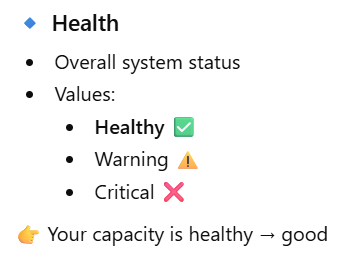 🔹 Health
• Overall system status
• Values:
• Healthy ✅
• Warning ⚠️
• Critical ❌
👉 Your capacity is healthy → good